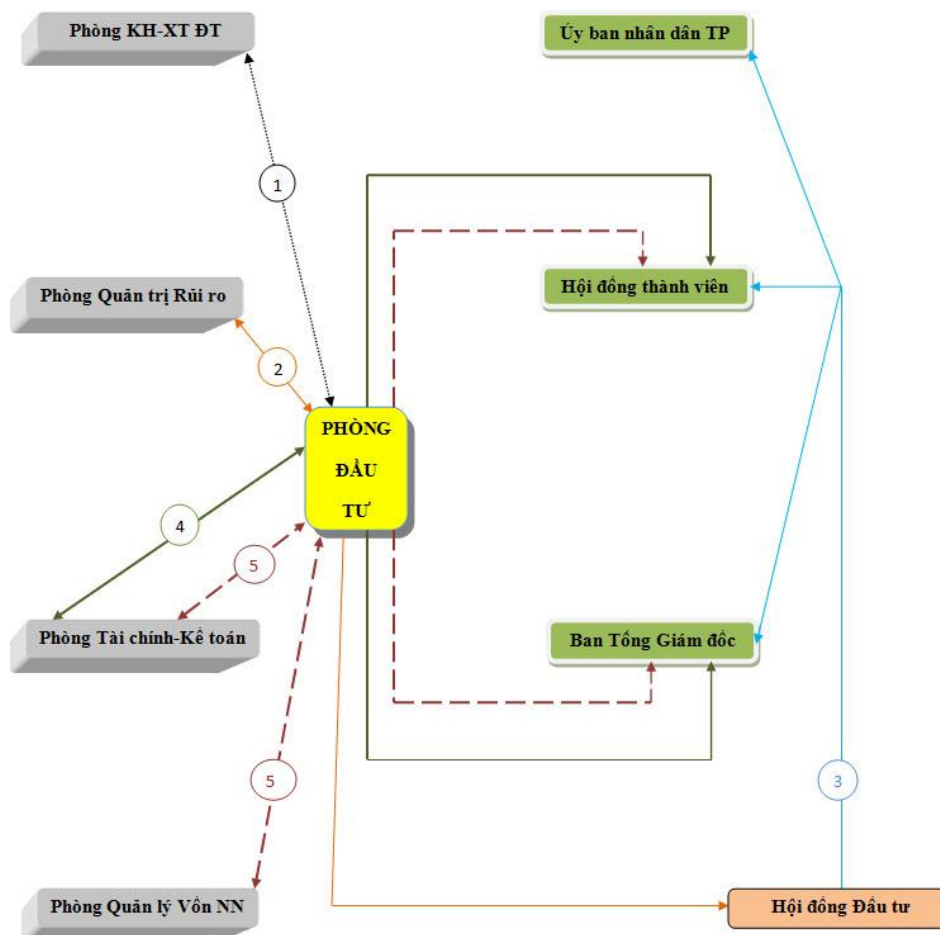 Phòng KH-XT ĐT
Ủy ban nhân dân TP
1
Phòng Quản trị Rủi ro
Hội đồng thành viên
2
PHÒNG
ĐẦU
TƯ
4
5
Phòng Tài chính-Kế toán
Ban Tổng Giám đốc
5
3
Phòng Quản lý Vốn NN
Hội đồng Đầu tư